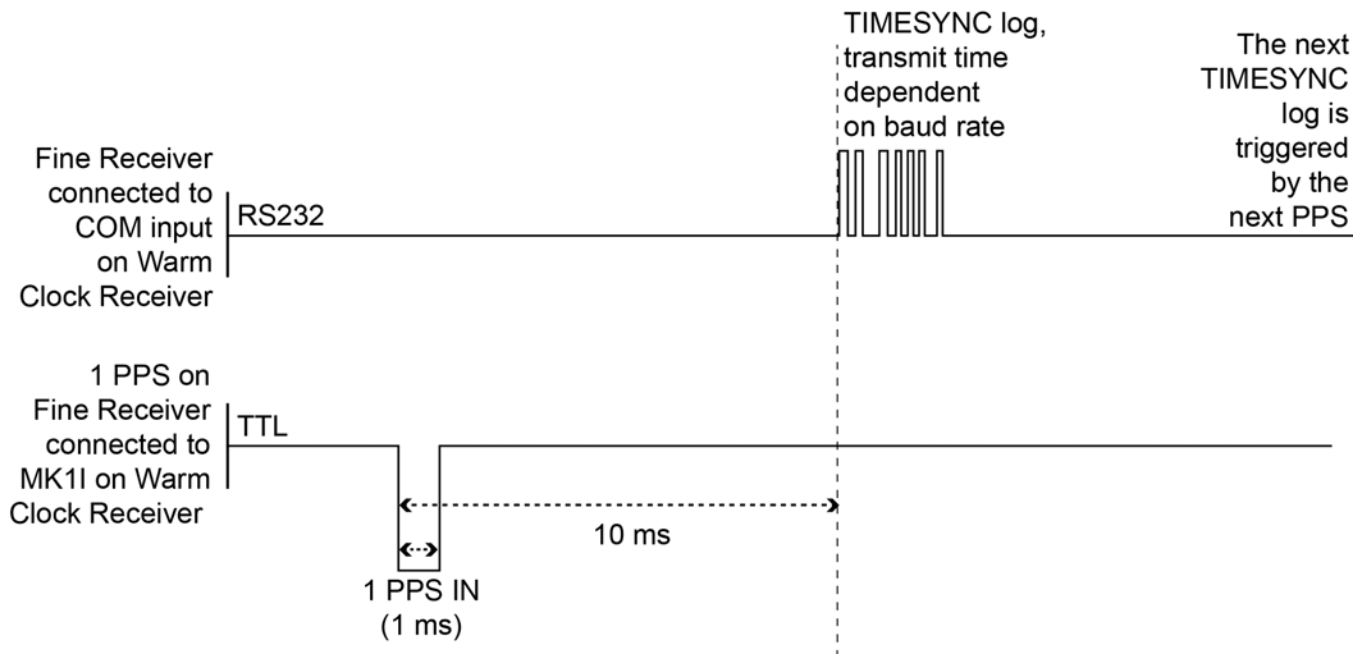 TIMESYNC log,
transmit time
dependent
on baud rate
The next
TIMESYNC
log is
triggered
by the
next PPS
Fine Receiver
connected to
COM input
on Warm
Clock Receiver
RS232
1 PPS on
Fine Receiver
connected to
MK1I on Warm
Clock Receiver
TTL
10 ms
1 PPS IN
(1 ms)